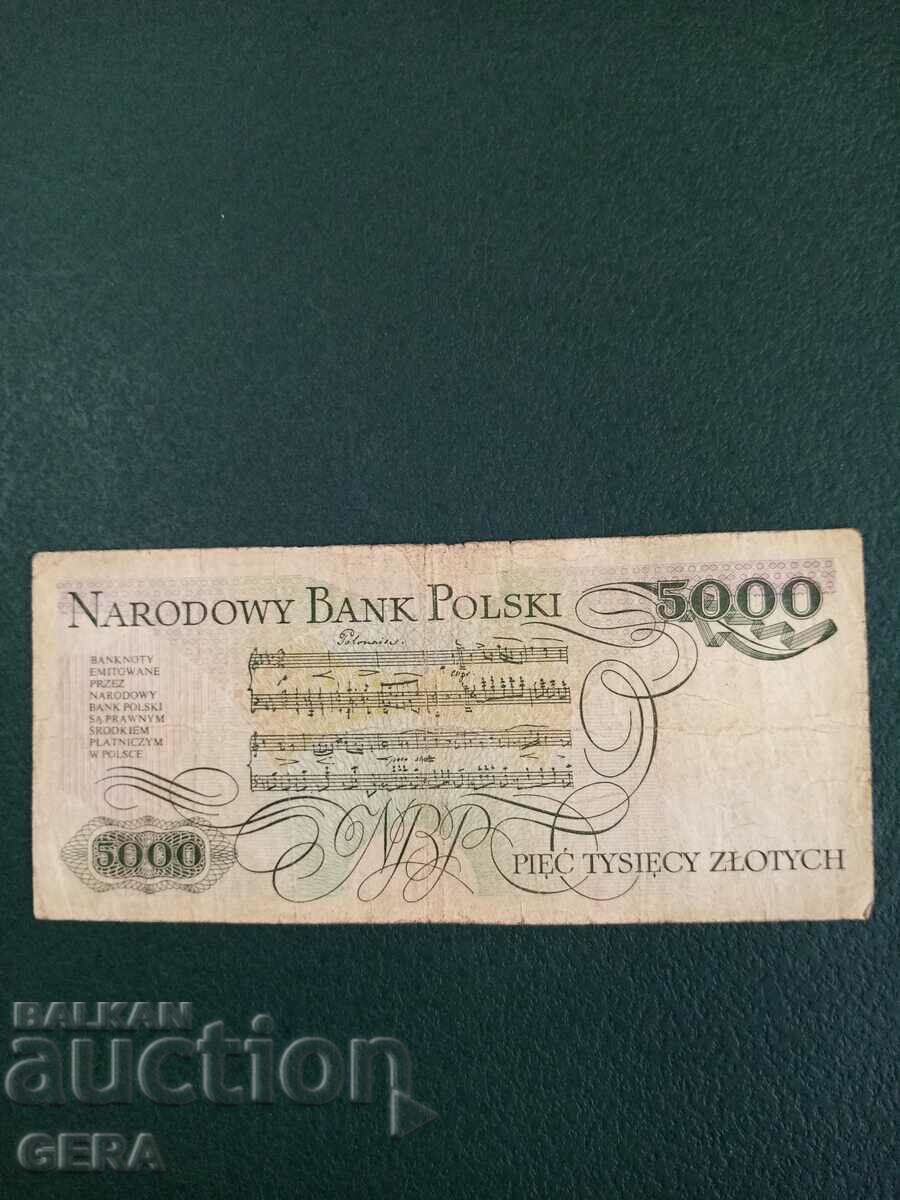 NARODOWY BANK POLSKI
5000
Polonaise.
BANKNOTY
EMITOWANE
PRZEZ
NARODOWY
BANK POLSKI
SĄ PRAWNYM
ŚRODKIEM
PŁATNICZYM
W POLSCE
5000
NBP
PIĘĆ TYSIĘCY ZŁOTYCH
BALKAN
auction
GERA